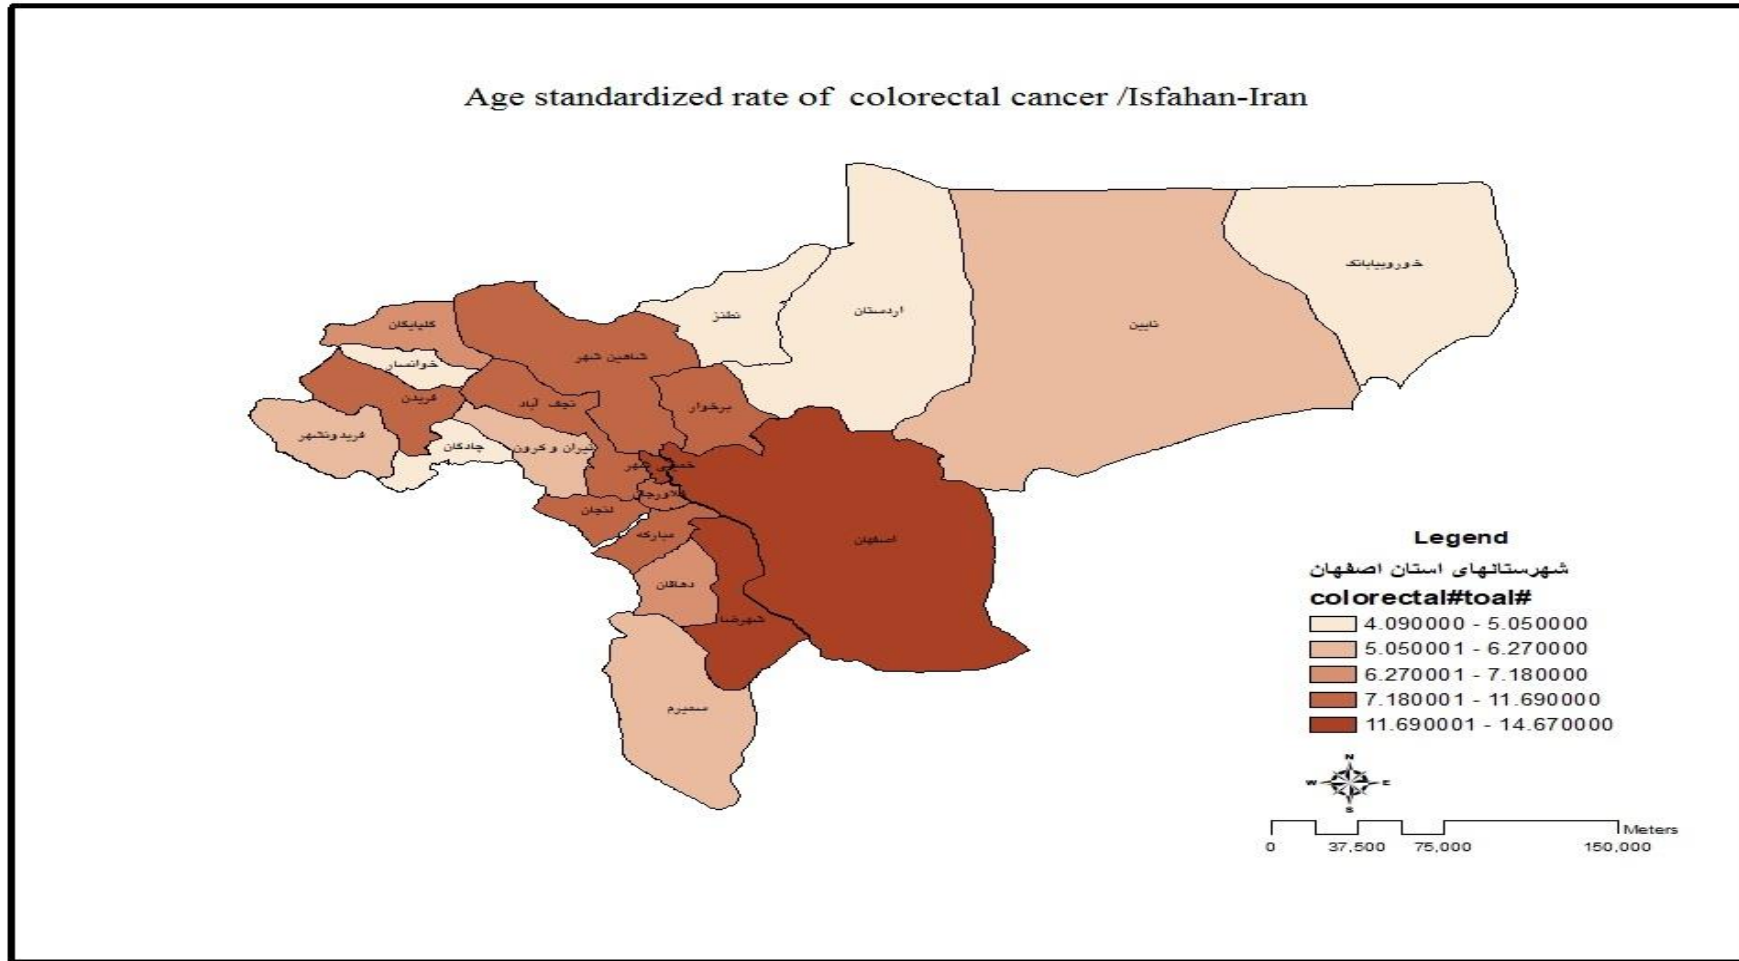 Age standardized rate of colorectal cancer /Isfahan-Iran
خوروبیابانک
نایین
اردستان
نطنز
گلپایگان
خوانسار
شاهین شهر
فریدن
نجف آباد
برخوار
فریدونشهر
چادگان
تیران و کرون
خمینی شهر
فلاورجان
لنجان
مبارکه
اصفهان
دهاقان
شهرضا
سمیرم
Legend
شهرستانهای استان اصفهان
colorectal#toal#
4.090000 - 5.050000
5.050001 - 6.270000
6.270001 - 7.180000
7.180001 - 11.690000
11.690001 - 14.670000
N
W E
S
Meters
0 37,500 75,000 150,000